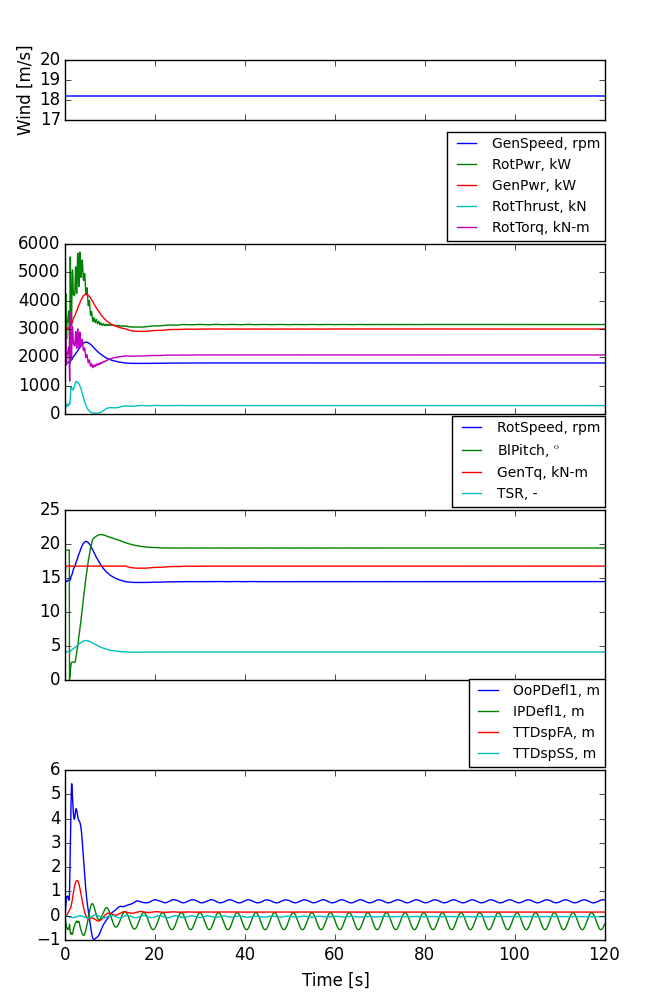 Wind [m/s]
20
19
18
17
GenSpeed, rpm
RotPwr, kW
GenPwr, kW
RotThrust, kN
RotTorq, kN-m
6000
5000
4000
3000
2000
1000
0
RotSpeed, rpm
BlPitch, °
GenTq, kN-m
TSR, -
25
20
15
10
5
0
OoPDefl1, m
IPDefl1, m
TTDspFA, m
TTDspSS, m
6
5
4
3
2
1
0
−1
0 20 40 60 80 100 120
Time [s]